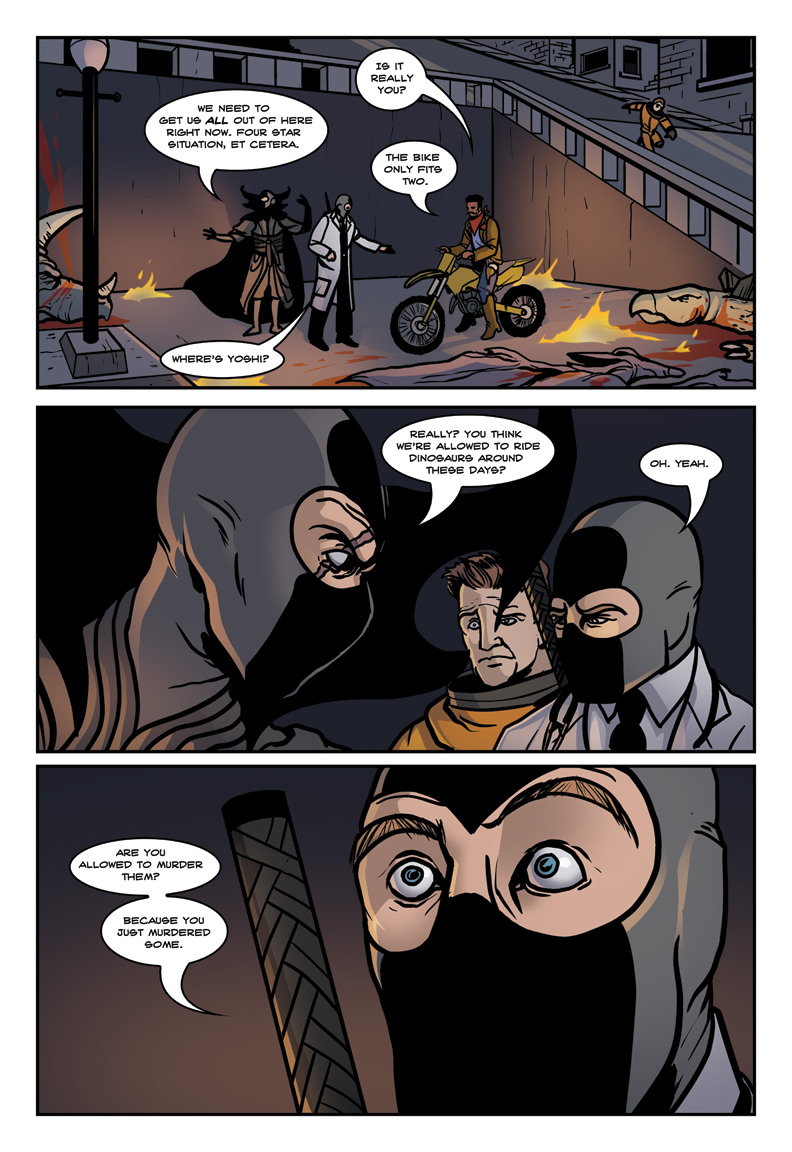 IS IT
REALLY
YOU?
WE NEED TO
GET US ALL OUT OF HERE
RIGHT NOW. FOUR STAR
SITUATION, ET CETERA.
THE BIKE
ONLY FITS
TWO.
WHERE'S YOSHI?
REALLY? YOU THINK
WE'RE ALLOWED TO RIDE
DINOSAURS AROUND
THESE DAYS?
OH. YEAH.
ARE YOU
ALLOWED TO MURDER
THEM?
BECAUSE YOU
JUST MURDERED
SOME.